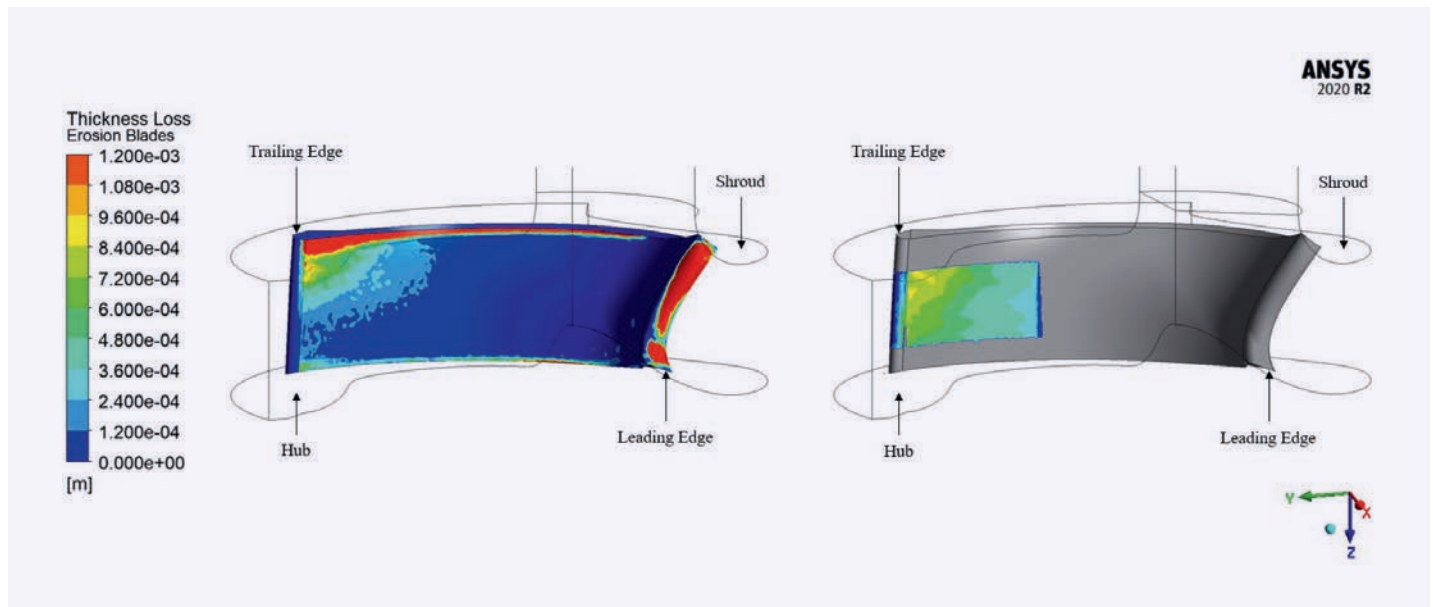 ANSYS
2020 R2
Thickness Loss
Erosion Blades
1.200e-03
1.080e-03
9.600e-04
8.400e-04
7.200e-04
6.000e-04
4.800e-04
3.600e-04
2.400e-04
1.200e-04
0.000e+00
[m]
Trailing Edge
Shroud
Leading Edge
Hub
Trailing Edge
Shroud
Leading Edge
Hub
Y
X
Z